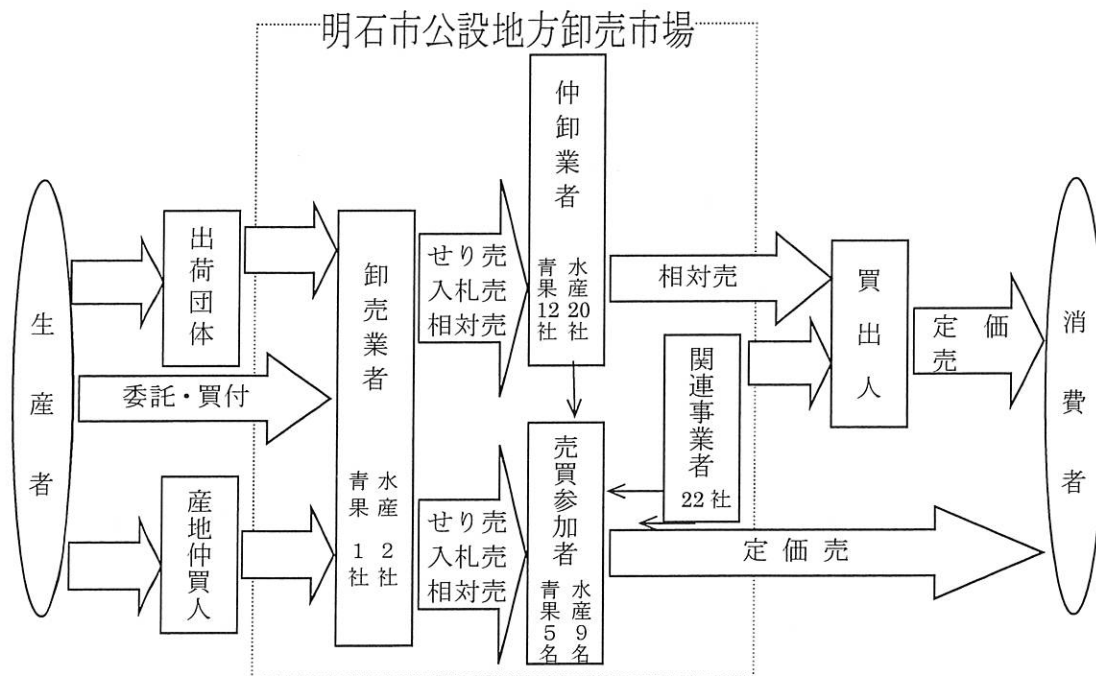 明石市公設地方卸売市場
生産者
出荷団体
委託・買付
産地仲買人
卸売業者
水産 2社
青果 1社
せり売
入札売
相対売
せり売
入札売
相対売
仲卸業者
水産20社
青果12社
売買参加者
水産9名
青果5名
相対売
関連事業者
22社
買出人
定価
売
定価売
消費者